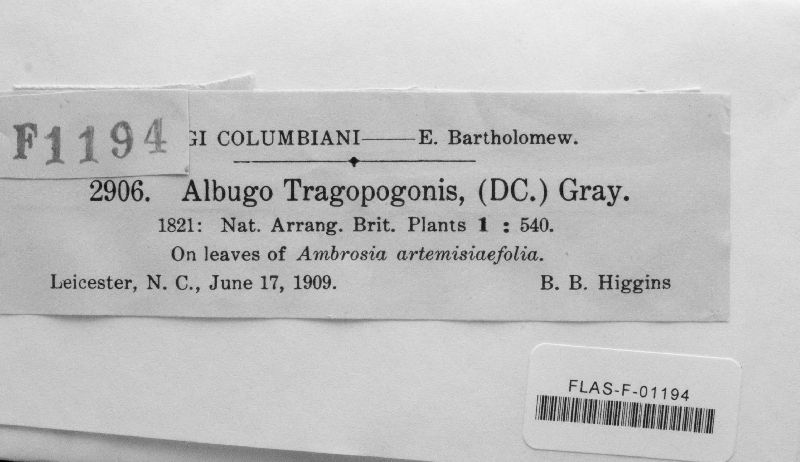 F1194
GI COLUMBIANI—E. Bartholomew.
2906. Albugo Tragopogonis, (DC.) Gray.
1821: Nat. Arrang. Brit. Plants 1 : 540.
On leaves of Ambrosia artemisiaefolia.
Leicester, N. C., June 17, 1909. B. B. Higgins
FLAS-F-01194